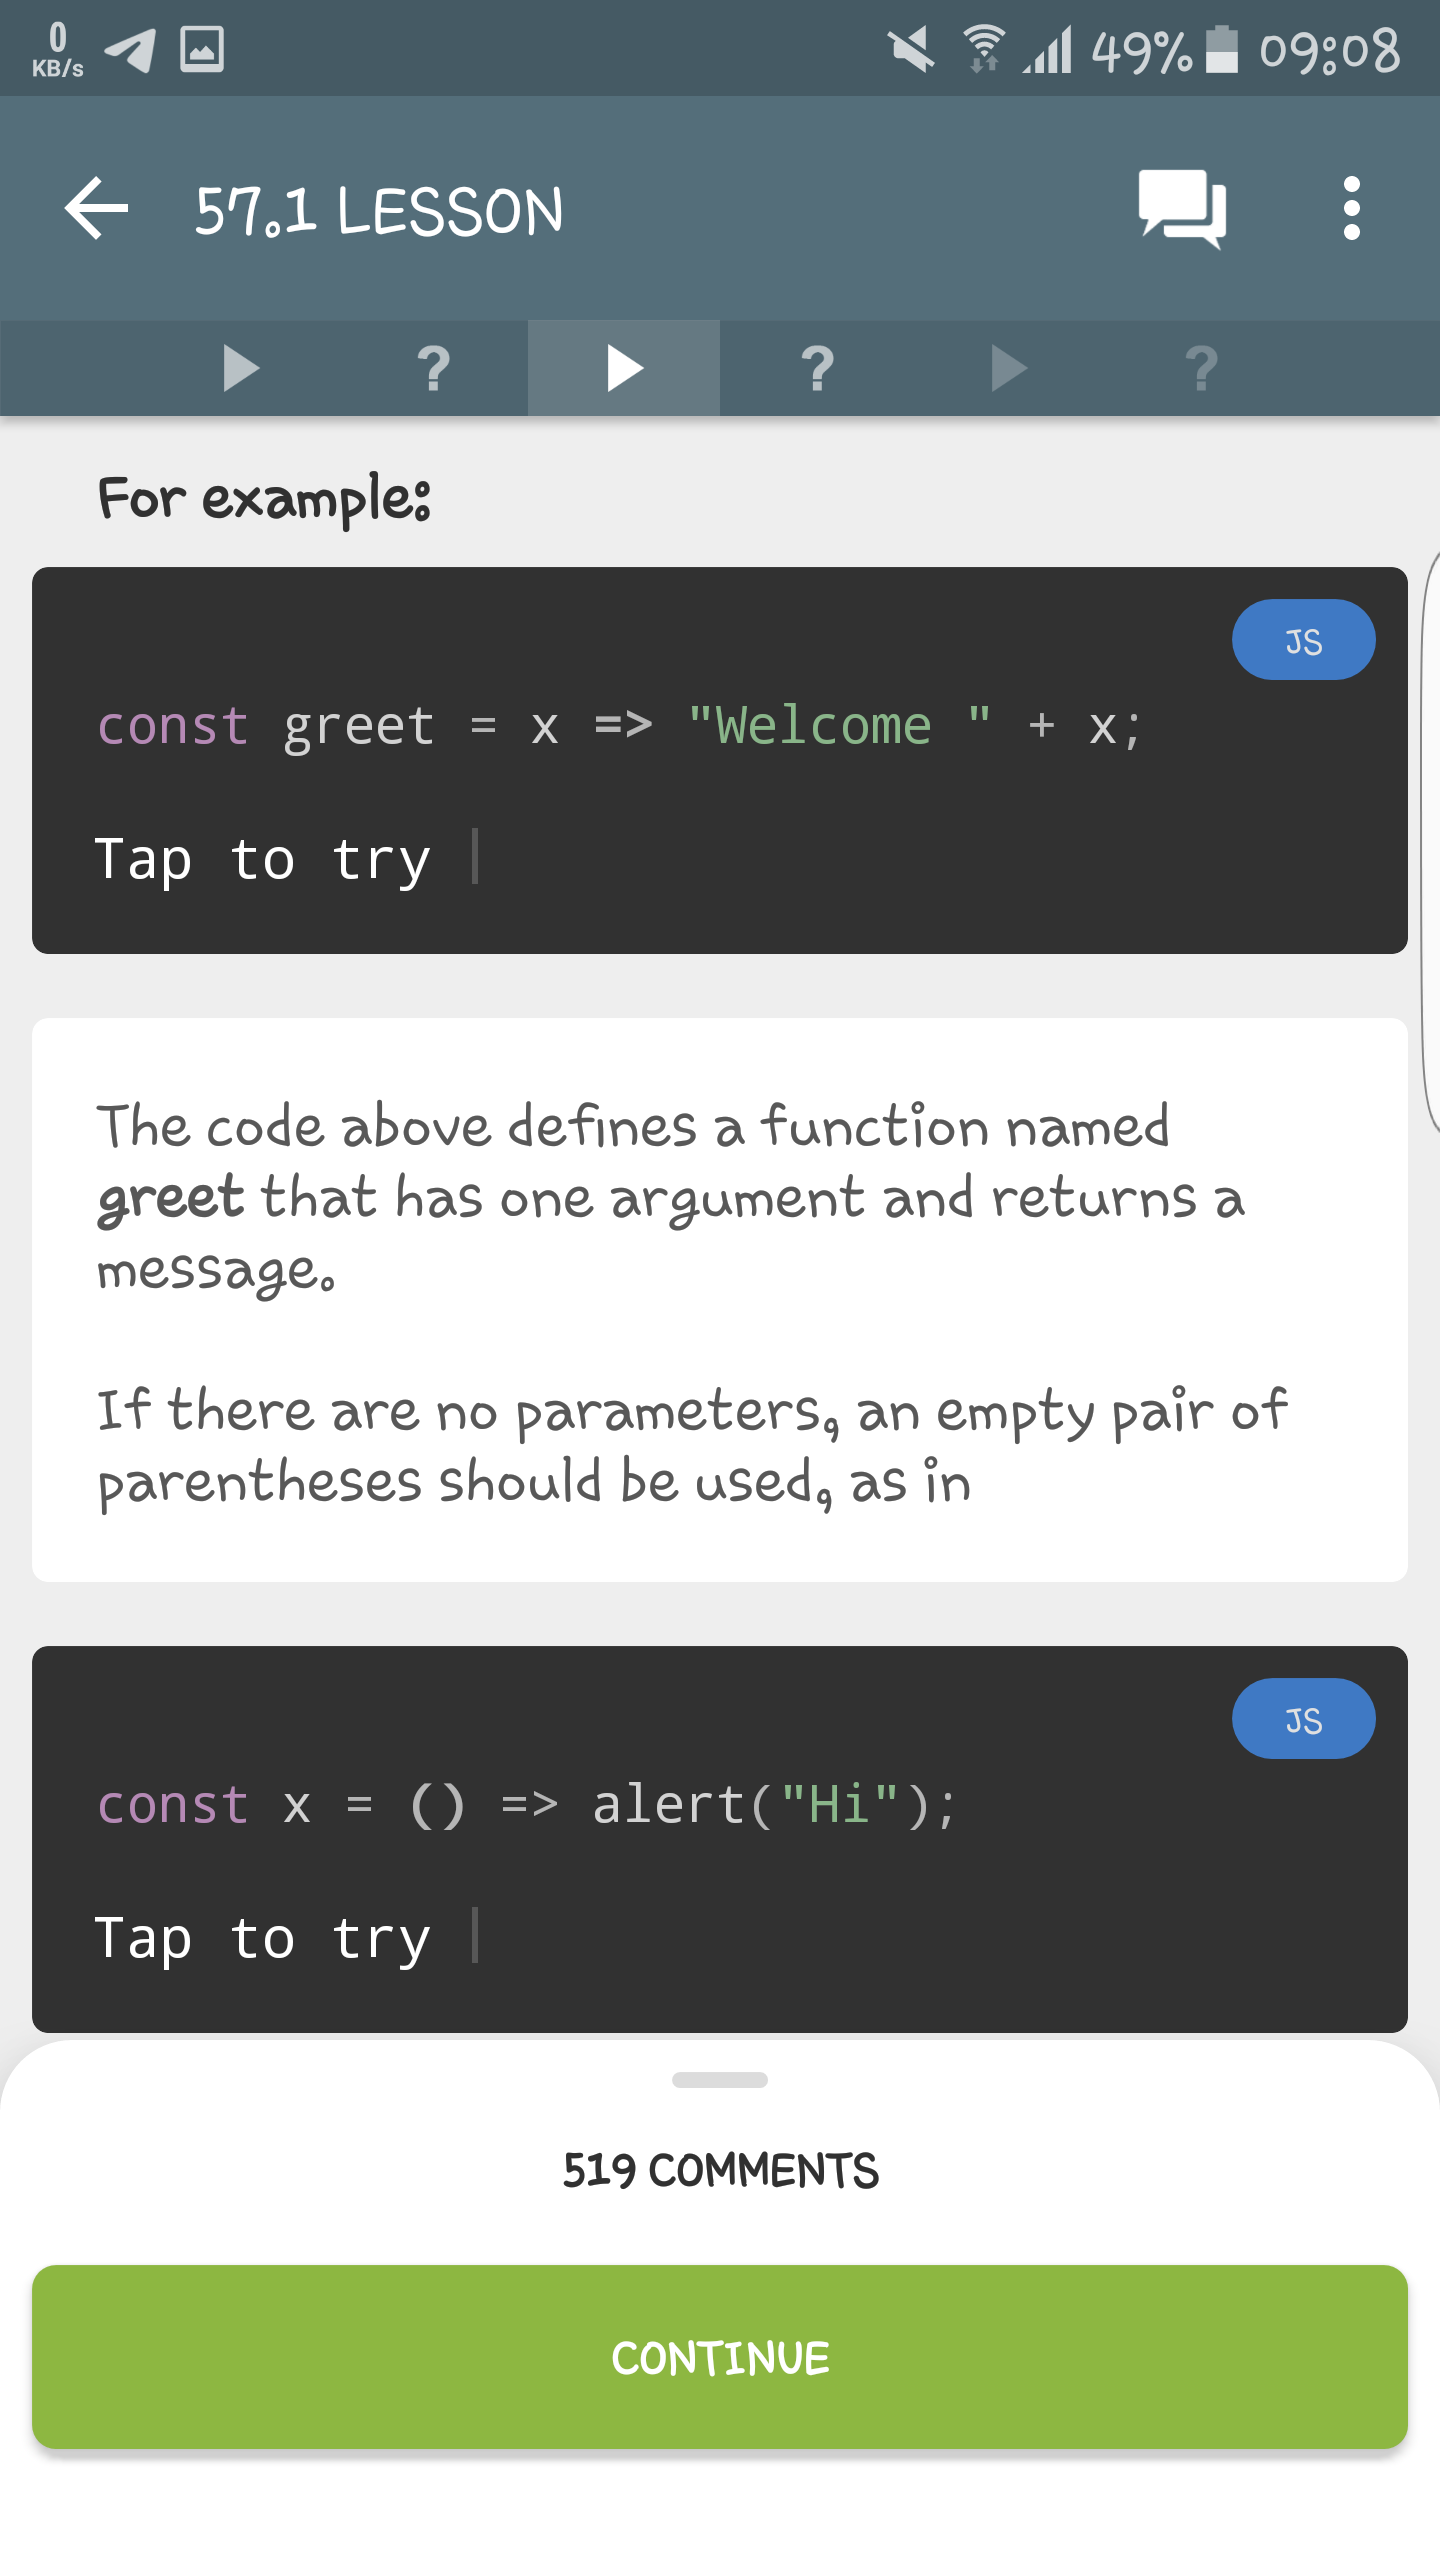 0
KB/s
49%
09:08
57.1 LESSON
?
?
?
For example:
JS
const greet = x => "Welcome " + x;
Tap to try
The code above defines a function named
greet that has one argument and returns a
message.
If there are no parameters, an empty pair of
parentheses should be used, as in
JS
const x = () => alert("Hi");
Tap to try
519 COMMENTS
CONTINUE